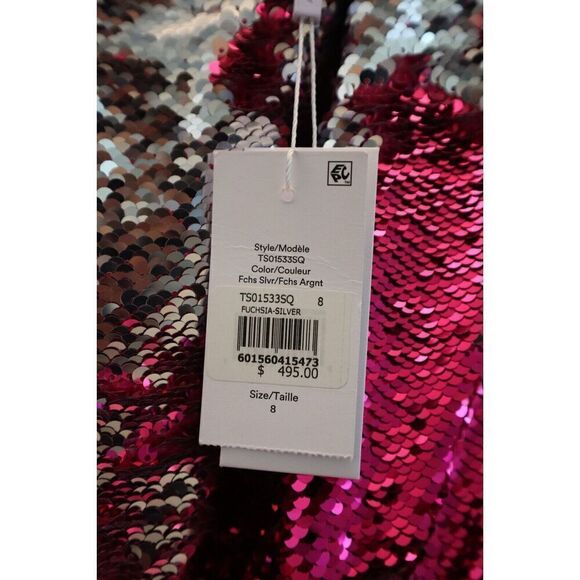 Style/Modèle
TS01533SQ
Color/Couleur
Fchs Slvr/Fchs Argnt
TS01533SQ 8
FUCHSIA-SILVER
601560415473
$ 495.00
Size/Taille
8